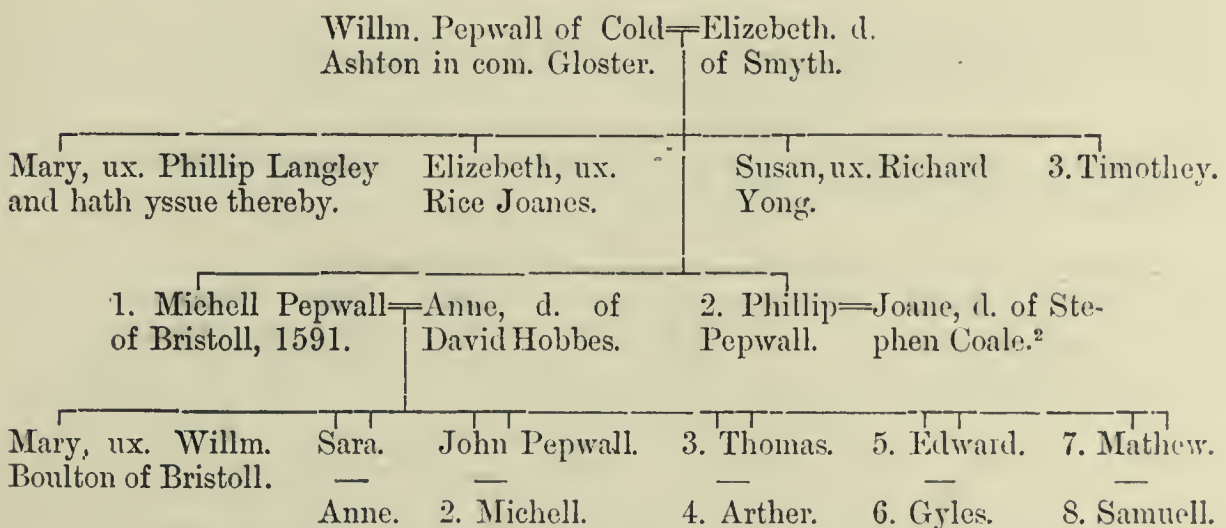 Willm. Pepwall of Cold=Elizebeth. d.
Ashton in com. Gloster. of Smyth.
Mary, ux. Phillip Langley
and hath yssue thereby.
Elizebeth, ux.
Rice Joanes.
Susan, ux. Richard
Yong.
3. Timothey.
1. Michell Pepwall=Anne, d. of
of Bristoll, 1591. David Hobbes.
2. Phillip=Joane, d. of Ste-
Pepwall. phen Coale.²
Mary, ux. Willm.
Boulton of Bristoll.
Sara.
—
Anne.
John Pepwall.
—
2. Michell.
3. Thomas.
—
4. Arther.
5. Edward.
—
6. Gyles.
7. Mathew.
—
8. Samuell.